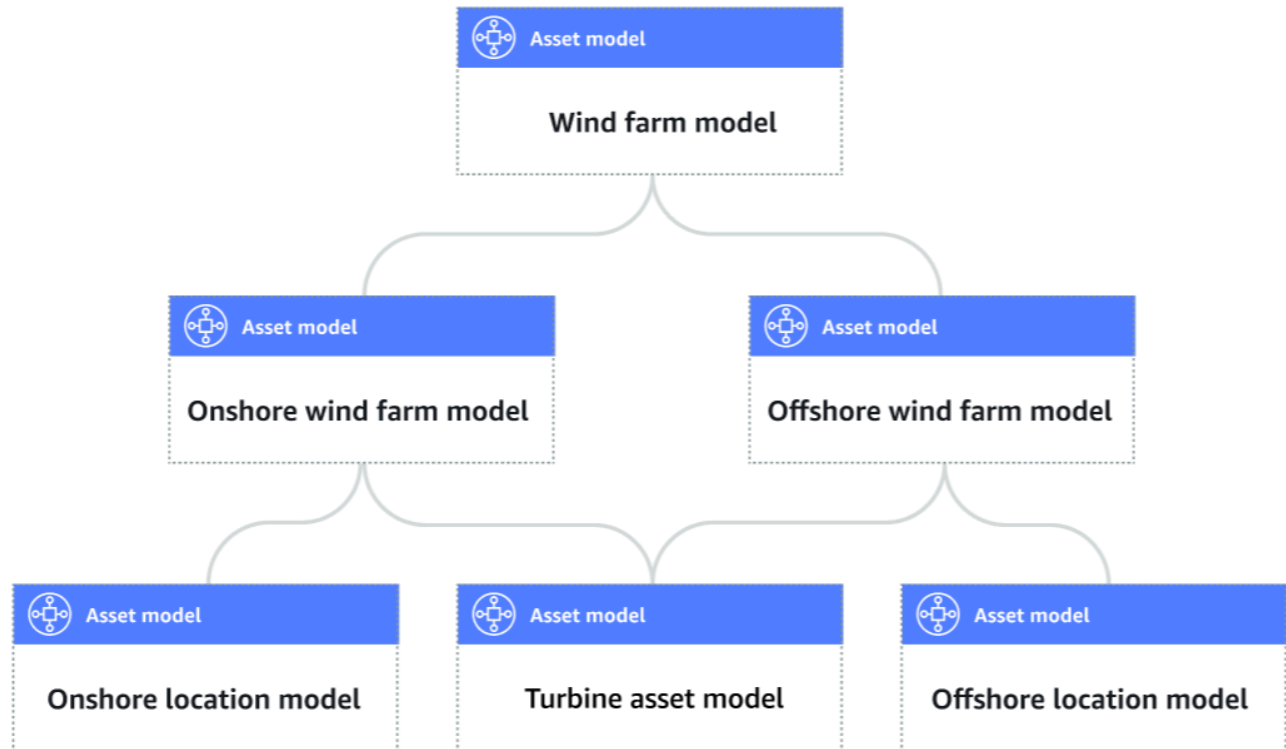 Asset model
Wind farm model
Asset model
Onshore wind farm model
Asset model
Offshore wind farm model
Asset model
Onshore location model
Asset model
Turbine asset model
Asset model
Offshore location model